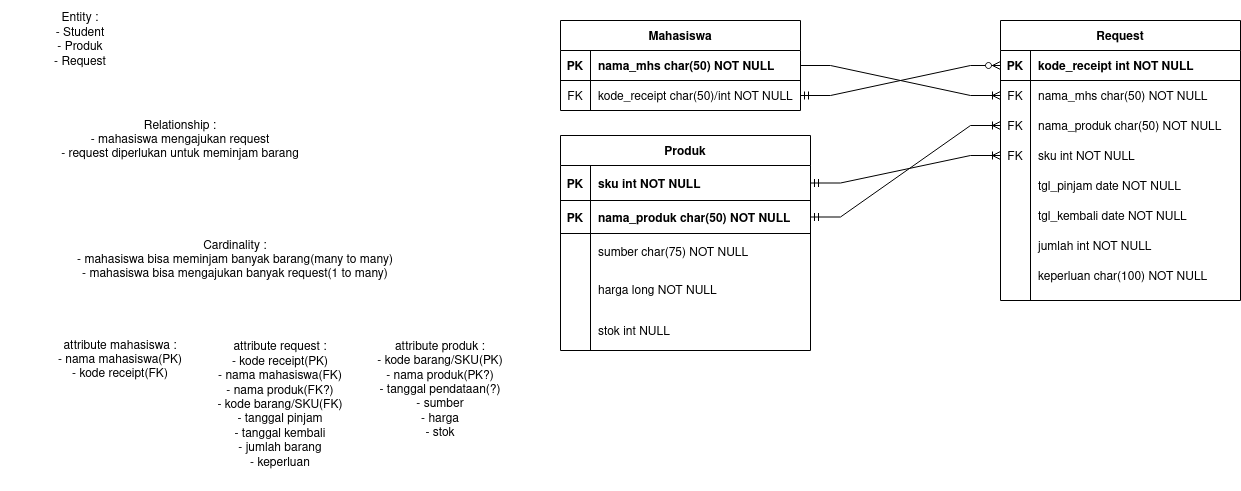 Entity :
- Student
- Produk
- Request
Relationship :
- mahasiswa mengajukan request
- request diperlukan untuk meminjam barang
Cardinality :
- mahasiswa bisa meminjam banyak barang(many to many)
- mahasiswa bisa mengajukan banyak request(1 to many)
attribute mahasiswa :
- nama mahasiswa(PK)
- kode receipt(FK)
attribute request :
- kode receipt(PK)
- nama mahasiswa(FK)
- nama produk(FK?)
- kode barang/SKU(FK)
- tanggal pinjam
- tanggal kembali
- jumlah barang
- keperluan
attribute produk :
- kode barang/SKU(PK)
- nama produk(PK?)
- tanggal pendataan(?)
- sumber
- harga
- stok
Mahasiswa
PK nama_mhs char(50) NOT NULL
FK kode_receipt char(50)/int NOT NULL
Produk
PK sku int NOT NULL
PK nama_produk char(50) NOT NULL
sumber char(75) NOT NULL
harga long NOT NULL
stok int NULL
Request
PK kode_receipt int NOT NULL
FK nama_mhs char(50) NOT NULL
FK nama_produk char(50) NOT NULL
FK sku int NOT NULL
tgl_pinjam date NOT NULL
tgl_kembali date NOT NULL
jumlah int NOT NULL
keperluan char(100) NOT NULL